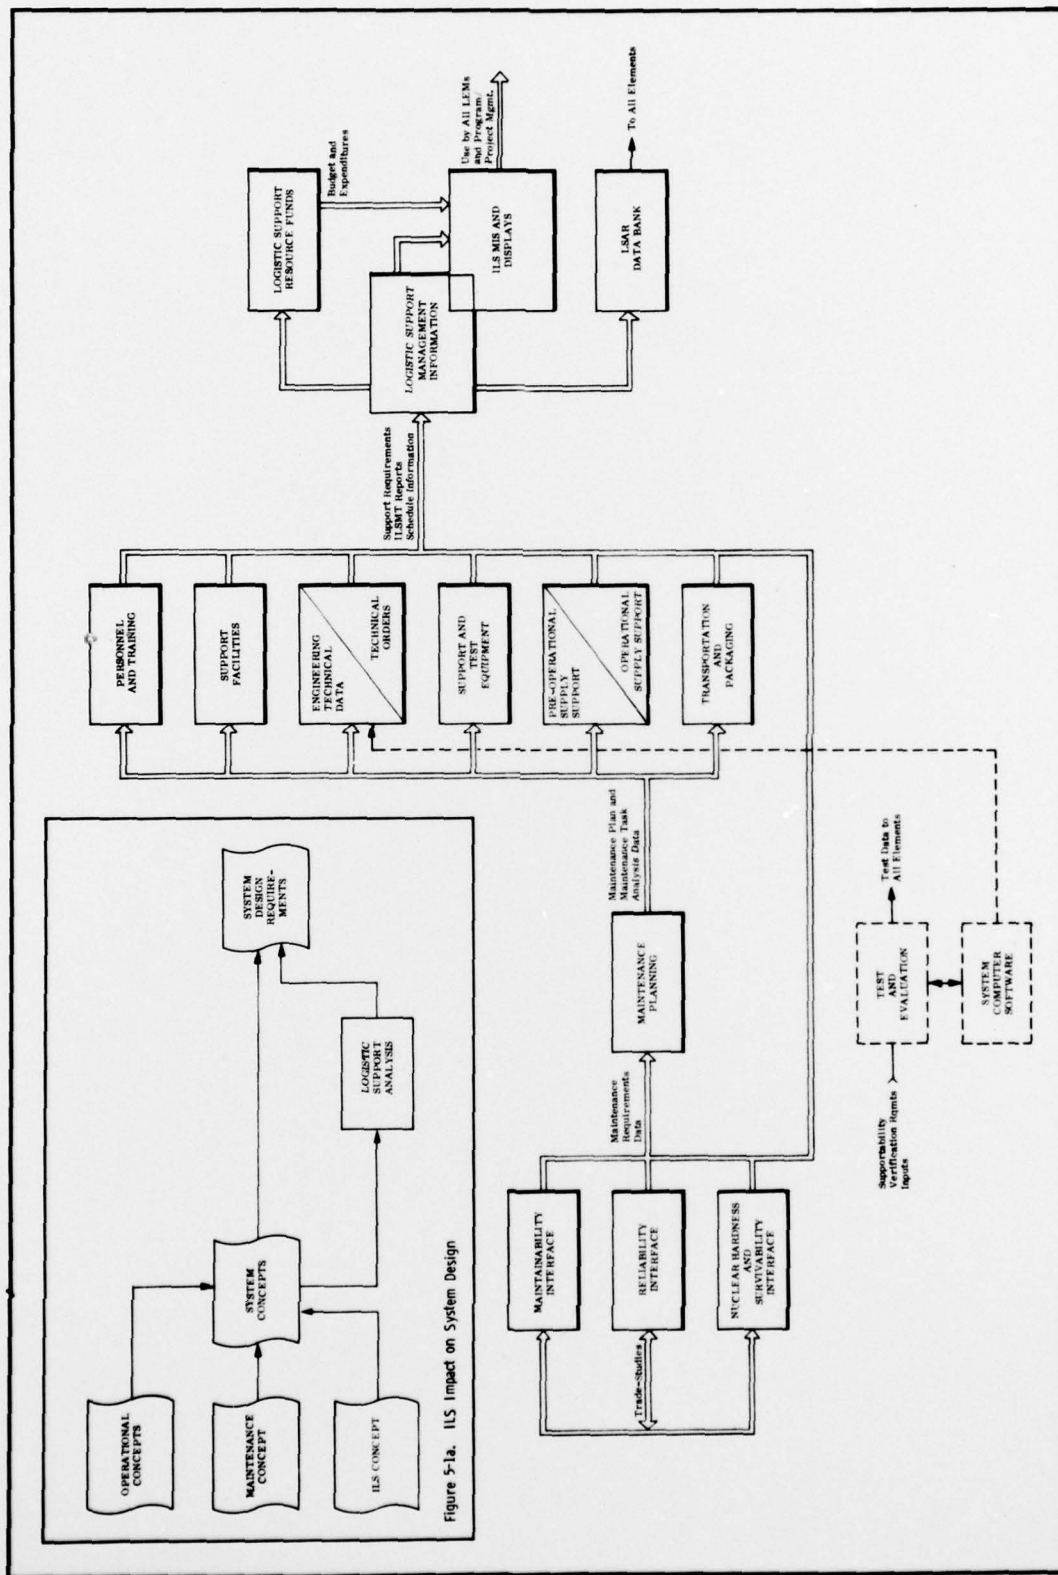 OPERATIONAL
CONCEPTS
MAINTENANCE
CONCEPT
ILS CONCEPT
SYSTEM
CONCEPTS
LOGISTIC
SUPPORT
ANALYSIS
SYSTEM
DESIGN
REQUIRE-
MENTS
Figure 5-1a. ILS Impact on System Design
Trade-Studies
MAINTAINABILITY
INTERFACE
RELIABILITY
INTERFACE
NUCLEAR HARDNESS
AND
SURVIVABILITY
INTERFACE
Maintenance
Requirements
Data
MAINTENANCE
PLANNING
Maintenance Plan and
Maintenance Task
Analysis Data
Supportability
Verification Rqmts
Inputs
TEST
AND
EVALUATION
Test Data to
All Elements
SYSTEM
COMPUTER
SOFTWARE
PERSONNEL
AND TRAINING
SUPPORT
FACILITIES
ENGINEERING
TECHNICAL
DATA
TECHNICAL
ORDERS
SUPPORT AND
TEST
EQUIPMENT
PRE-OPERATIONAL
SUPPLY
SUPPORT
OPERATIONAL
SUPPLY SUPPORT
TRANSPORTATION
AND
PACKAGING
Support Requirements
ILSMT Reports
Schedule Information
LOGISTIC SUPPORT
RESOURCE FUNDS
Budget and
Expenditures
LOGISTIC SUPPORT
MANAGEMENT
INFORMATION
ILS MIS AND
DISPLAYS
Use by All LEMs
and Program/
Project Mgmt.
LSAR
DATA BANK
To All Elements